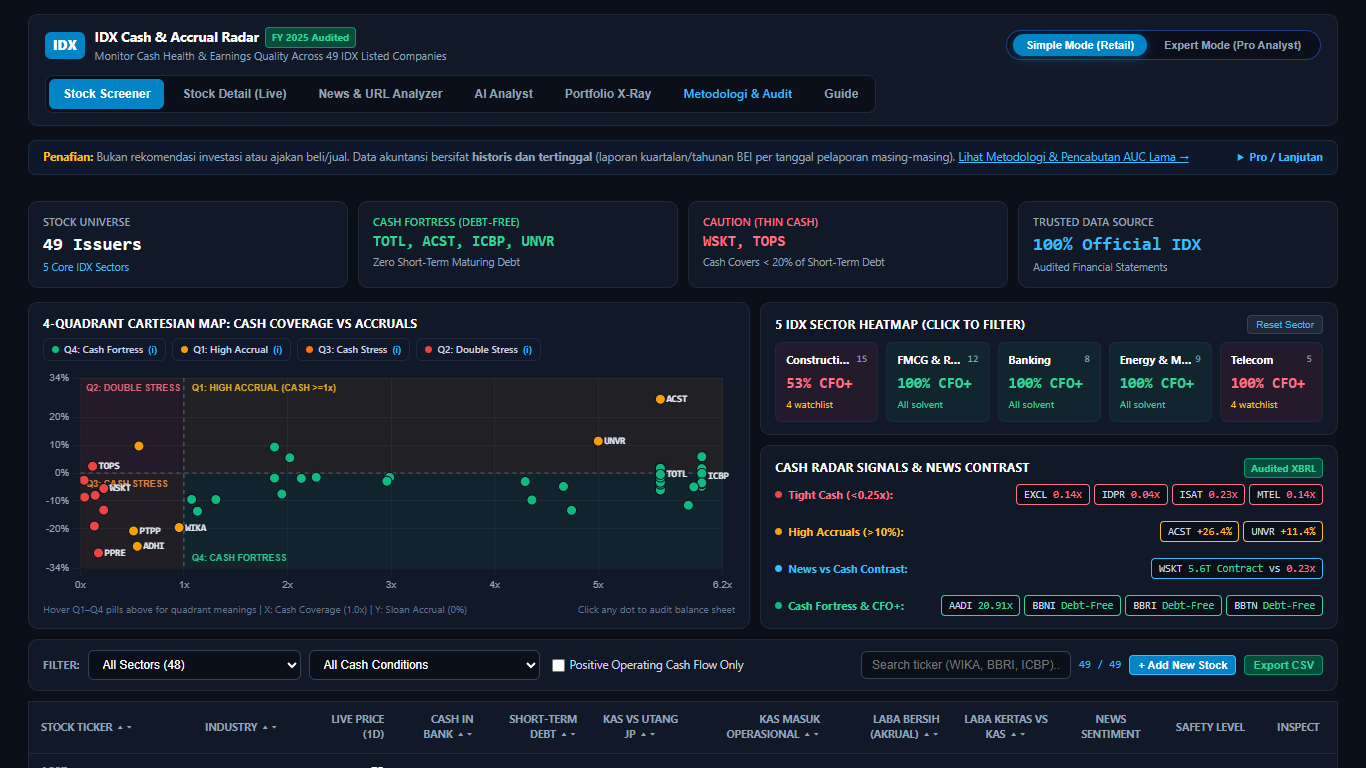 IDX
IDX Cash & Accrual Radar FY 2025 Audited
Monitor Cash Health & Earnings Quality Across 49 IDX Listed Companies
Simple Mode (Retail) Expert Mode (Pro Analyst)
Stock Screener Stock Detail (Live) News & URL Analyzer AI Analyst Portfolio X-Ray Metodologi & Audit Guide
Penafian: Bukan rekomendasi investasi atau ajakan beli/jual. Data akuntansi bersifat historis dan tertinggal (laporan kuartalan/tahunan BEI per tanggal pelaporan masing-masing). Lihat Metodologi & Pencabutan AUC Lama → ▶ Pro / Lanjutan
STOCK UNIVERSE
49 Issuers
5 Core IDX Sectors
CASH FORTRESS (DEBT-FREE)
TOTL, ACST, ICBP, UNVR
Zero Short-Term Maturing Debt
CAUTION (THIN CASH)
WSKT, TOPS
Cash Covers < 20% of Short-Term Debt
TRUSTED DATA SOURCE
100% Official IDX
Audited Financial Statements
4-QUADRANT CARTESIAN MAP: CASH COVERAGE VS ACCRUALS
Q4: Cash Fortress (i) Q1: High Accrual (i) Q3: Cash Stress (i) Q2: Double Stress (i)
34%
Q2: DOUBLE STRESS Q1: HIGH ACCRUAL (CASH >=1x)
ACST
20%
UNVR
10%
TOPS
0%
TOTL ICBP
Q3: CASH STRESS
WSKT
-10%
-20%
PTPP WIKA
ADHI
PPRE
Q4: CASH FORTRESS
-34%
0x 1x 2x 3x 4x 5x 6.2x
Hover Q1–Q4 pills above for quadrant meanings | X: Cash Coverage (1.0x) | Y: Sloan Accrual (0%) Click any dot to audit balance sheet
5 IDX SECTOR HEATMAP (CLICK TO FILTER) Reset Sector
Constructi... 15
53% CFO+
4 watchlist
FMCG & R... 12
100% CFO+
All solvent
Banking 8
100% CFO+
All solvent
Energy & M... 9
100% CFO+
All solvent
Telecom 5
100% CFO+
4 watchlist
CASH RADAR SIGNALS & NEWS CONTRAST Audited XBRL
Tight Cash (<0.25x): EXCL 0.14x IDPR 0.04x ISAT 0.23x MTEL 0.14x
High Accruals (>10%): ACST +26.4% UNVR +11.4%
News vs Cash Contrast: WSKT 5.6T Contract vs 0.23x
Cash Fortress & CFO+: AADI 20.91x BBNI Debt-Free BBRI Debt-Free BBTN Debt-Free
FILTER: All Sectors (48) All Cash Conditions Positive Operating Cash Flow Only Search ticker (WIKA, BBRI, ICBP).. 49 / 49 + Add New Stock Export CSV
STOCK TICKER ▲▼ INDUSTRY ▲▼ LIVE PRICE (1D) CASH IN BANK ▲▼ SHORT-TERM DEBT ▲▼ KAS VS UTANG JP ▲▼ KAS MASUK OPERASIONAL ▲▼ LABA BERSIH (AKRUAL) ▲▼ LABA KERTAS VS KAS ▲▼ NEWS SENTIMENT SAFETY LEVEL INSPECT